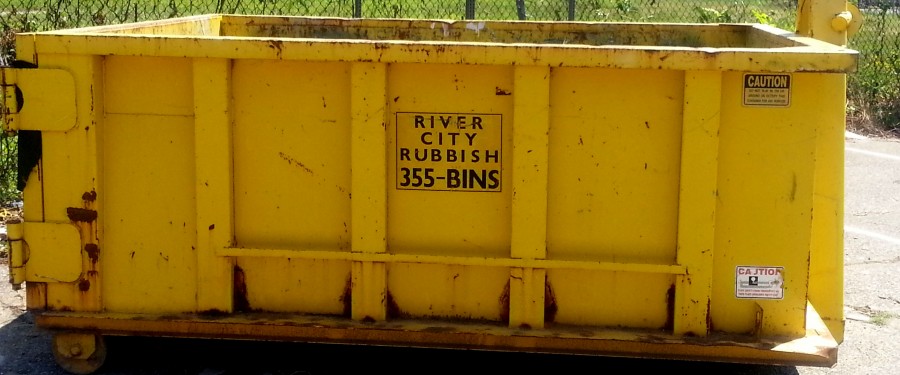 RIVER
CITY
RUBBISH
355-BINS
CAUTION
CAUTION